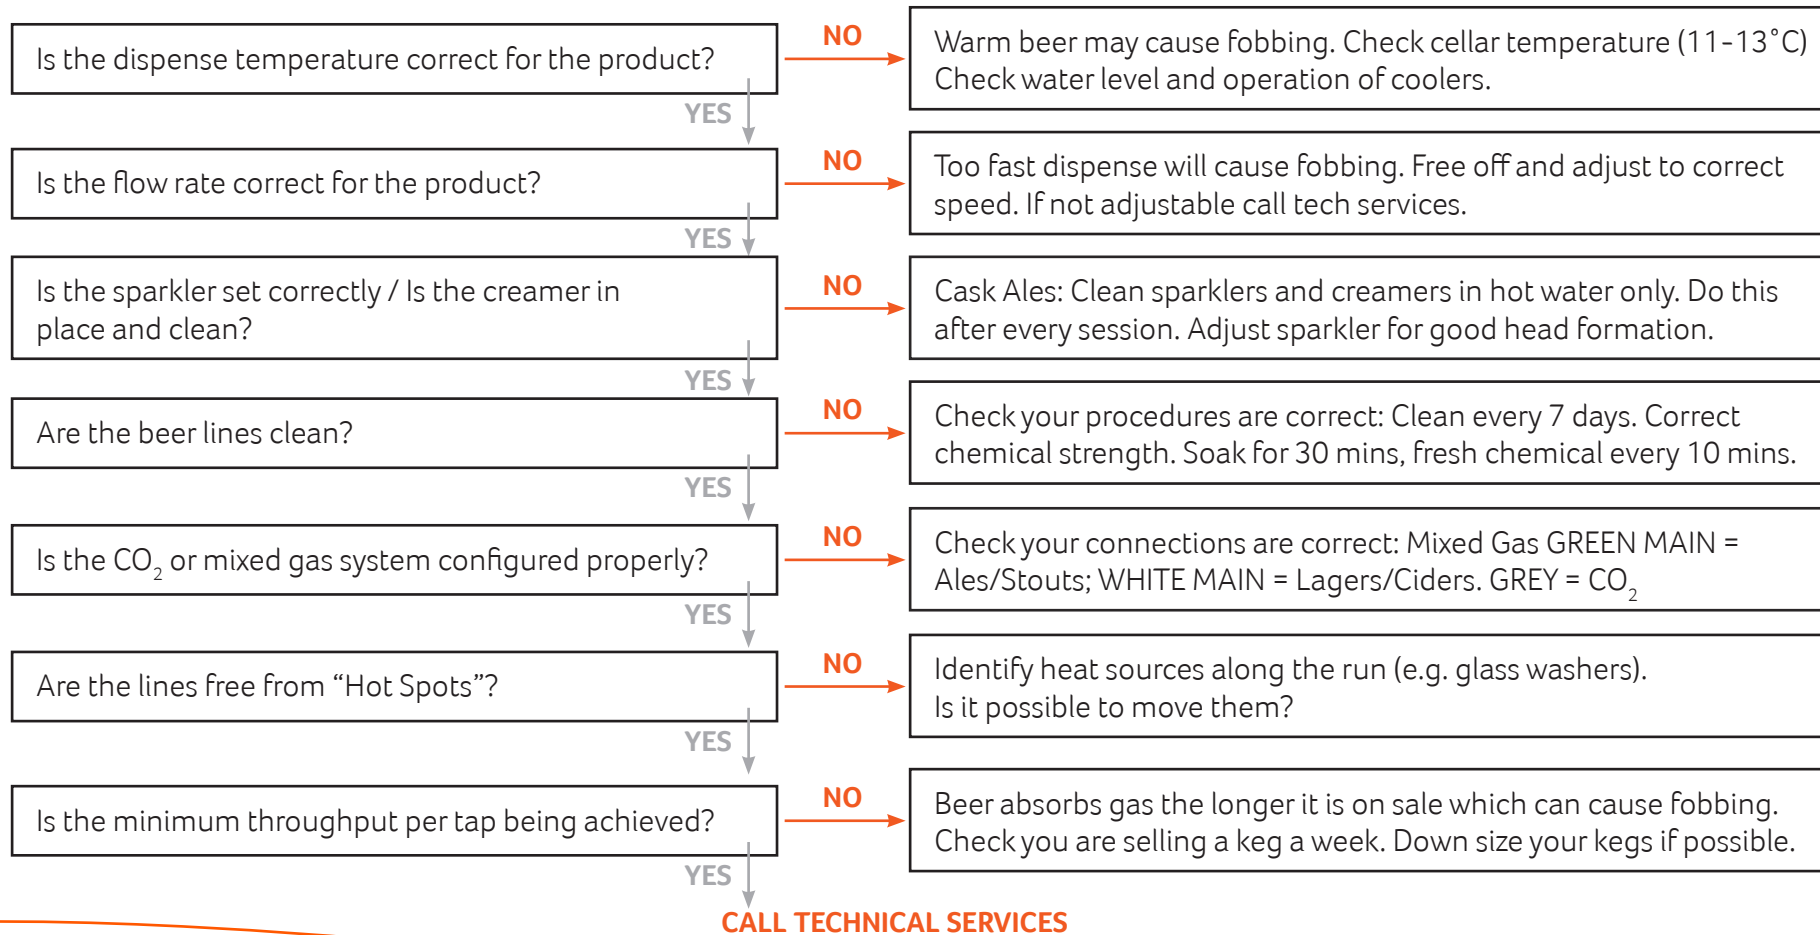 Is the dispense temperature correct for the product?
NO
Warm beer may cause fobbing. Check cellar temperature (11-13°C)
Check water level and operation of coolers.
YES
Is the flow rate correct for the product?
NO
Too fast dispense will cause fobbing. Free off and adjust to correct
speed. If not adjustable call tech services.
YES
Is the sparkler set correctly / Is the creamer in
place and clean?
NO
Cask Ales: Clean sparklers and creamers in hot water only. Do this
after every session. Adjust sparkler for good head formation.
YES
Are the beer lines clean?
NO
Check your procedures are correct: Clean every 7 days. Correct
chemical strength. Soak for 30 mins, fresh chemical every 10 mins.
YES
Is the CO₂ or mixed gas system configured properly?
NO
Check your connections are correct: Mixed Gas GREEN MAIN =
Ales/Stouts; WHITE MAIN = Lagers/Ciders. GREY = CO₂
YES
Are the lines free from “Hot Spots”?
NO
Identify heat sources along the run (e.g. glass washers).
Is it possible to move them?
YES
Is the minimum throughput per tap being achieved?
NO
Beer absorbs gas the longer it is on sale which can cause fobbing.
Check you are selling a keg a week. Down size your kegs if possible.
YES
CALL TECHNICAL SERVICES